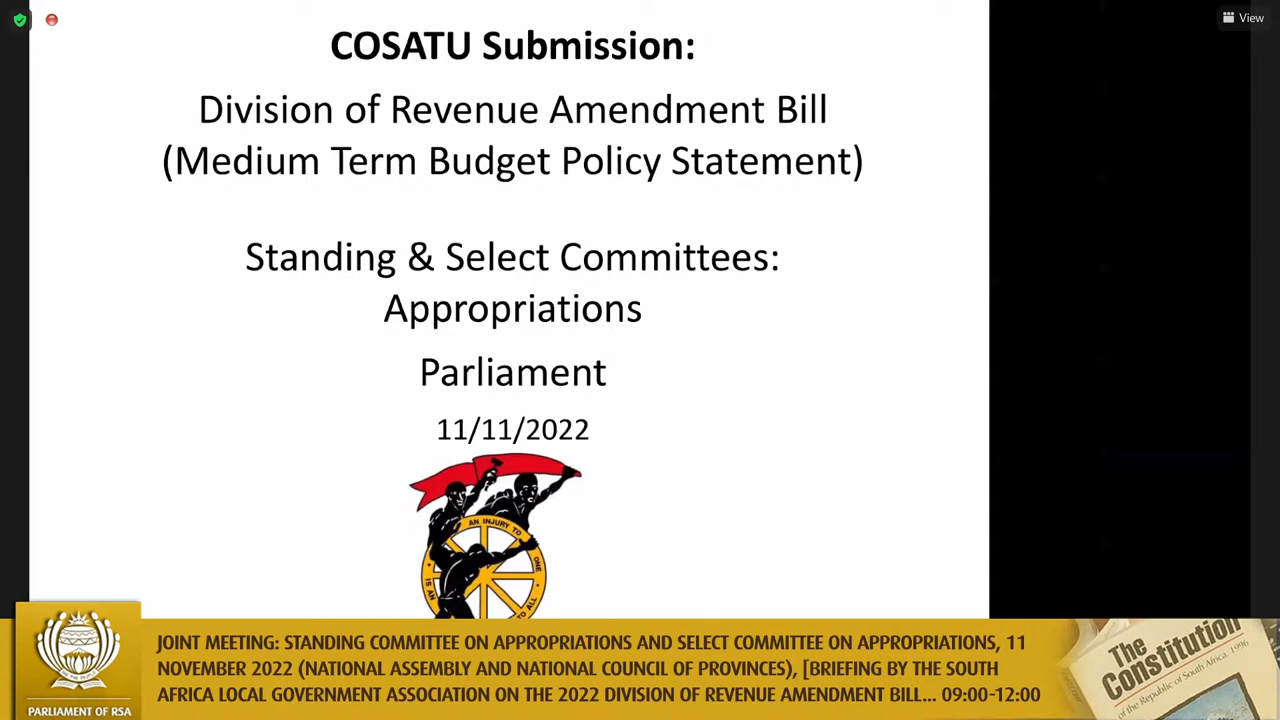 View
COSATU Submission:
Division of Revenue Amendment Bill
(Medium Term Budget Policy Statement)
Standing & Select Committees:
Appropriations
Parliament
11/11/2022
AN INJURY TO
ONE
IS AN
TO ALL
JOINT MEETING: STANDING COMMITTEE ON APPROPRIATIONS AND SELECT COMMITTEE ON APPROPRIATIONS, 11
NOVEMBER 2022 (NATIONAL ASSEMBLY AND NATIONAL COUNCIL OF PROVINCES), [BRIEFING BY THE SOUTH
AFRICA LOCAL GOVERNMENT ASSOCIATION ON THE 2022 DIVISION OF REVENUE AMENDMENT BILL... 09:00-12:00
PARLIAMENT OF RSA
The
Constitution
of the Republic of South Africa, 1996